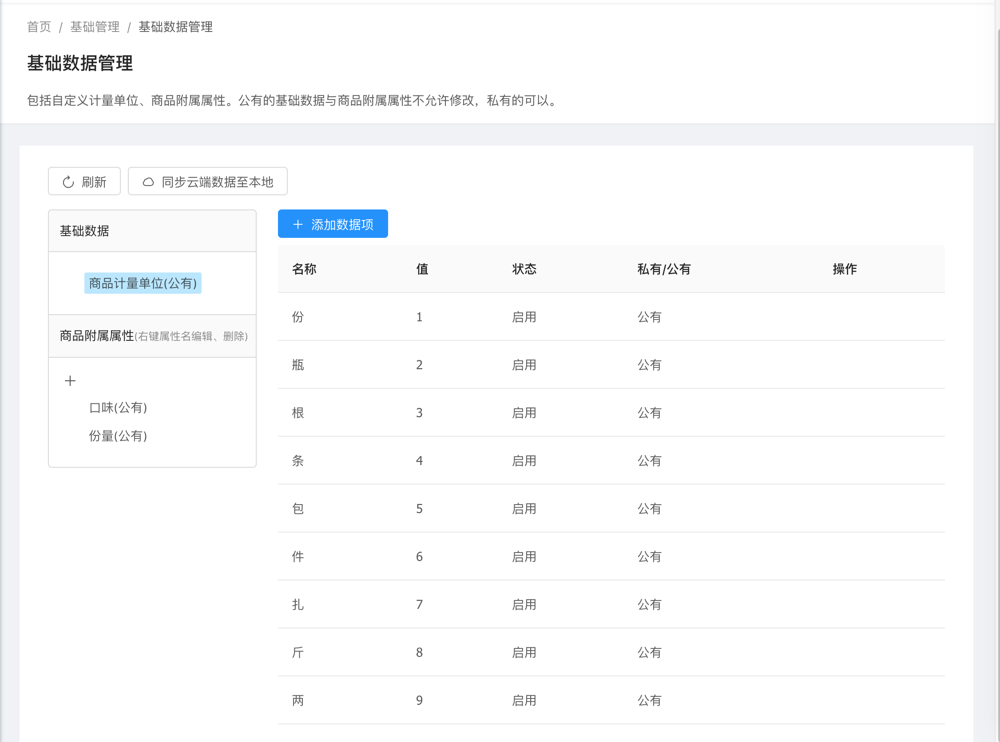 首页 / 基础管理 / 基础数据管理
基础数据管理
包括自定义计量单位、商品附属属性。公有的基础数据与商品附属属性不允许修改，私有的可以。
刷新 同步云端数据至本地
基础数据
商品计量单位(公有)
商品附属属性(右键属性名编辑、删除)
口味(公有)
份量(公有)
添加数据项
名称 值 状态 私有/公有 操作
份 1 启用 公有
瓶 2 启用 公有
根 3 启用 公有
条 4 启用 公有
包 5 启用 公有
件 6 启用 公有
扎 7 启用 公有
斤 8 启用 公有
两 9 启用 公有